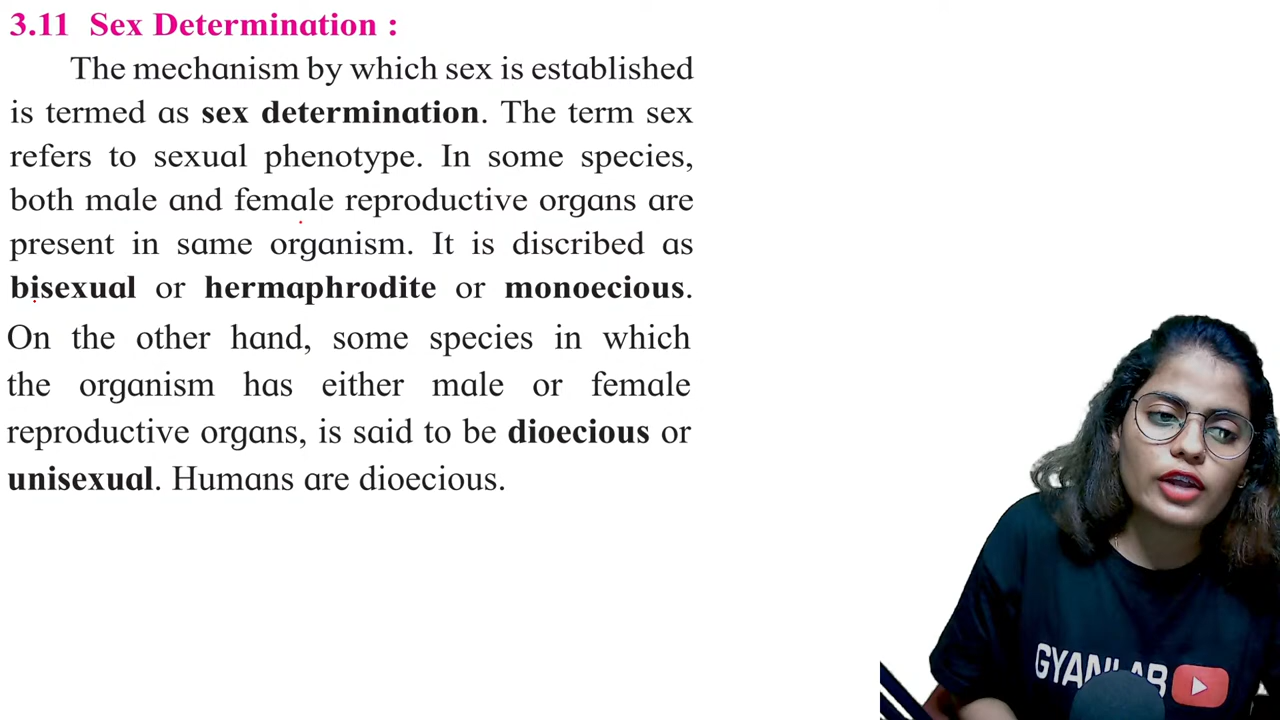 3.11 Sex Determination :
The mechanism by which sex is established
is termed as sex determination. The term sex
refers to sexual phenotype. In some species,
both male and female reproductive organs are
present in same organism. It is discribed as
bisexual or hermaphrodite or monoecious.
On the other hand, some species in which
the organism has either male or female
reproductive organs, is said to be dioecious or
unisexual. Humans are dioecious.